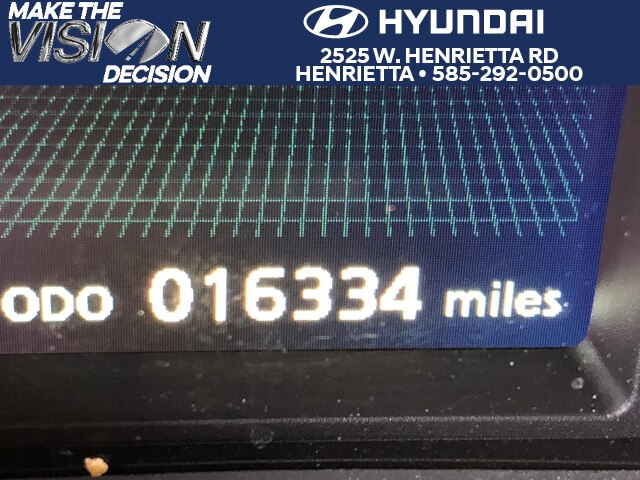 MAKE THE
VISION
DECISION
HYUNDAI
2525 W. HENRIETTA RD
HENRIETTA • 585-292-0500
ODO 016334 miles